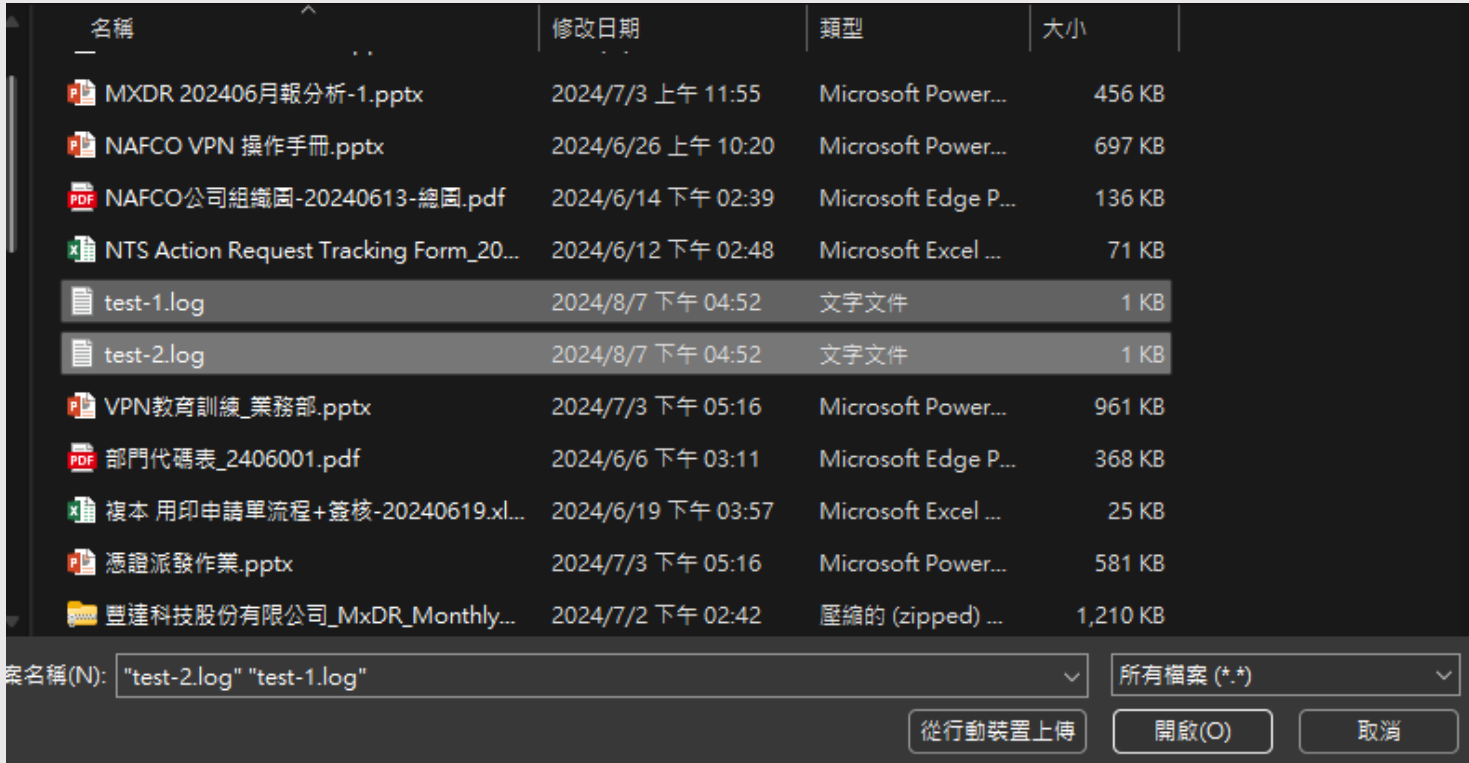 名稱 修改日期 類型 大小
MXDR 202406月報分析-1.pptx 2024/7/3 上午 11:55 Microsoft Power... 456 KB
NAFCO VPN 操作手冊.pptx 2024/6/26 上午 10:20 Microsoft Power... 697 KB
NAFCO公司組織圖-20240613-總圖.pdf 2024/6/14 下午 02:39 Microsoft Edge P... 136 KB
NTS Action Request Tracking Form_20... 2024/6/12 下午 02:48 Microsoft Excel ... 71 KB
test-1.log 2024/8/7 下午 04:52 文字文件 1 KB
test-2.log 2024/8/7 下午 04:52 文字文件 1 KB
VPN教育訓練_業務部.pptx 2024/7/3 下午 05:16 Microsoft Power... 961 KB
部門代碼表_2406001.pdf 2024/6/6 下午 03:11 Microsoft Edge P... 368 KB
複本 用印申請單流程+簽核-20240619.xl... 2024/6/19 下午 03:57 Microsoft Excel ... 25 KB
憑證派發作業.pptx 2024/7/3 下午 05:16 Microsoft Power... 581 KB
豐達科技股份有限公司_MxDR_Monthly... 2024/7/2 下午 02:42 壓縮的 (zipped) ... 1,210 KB
案名稱(N): "test-2.log" "test-1.log" 所有檔案 (*.*)
從行動裝置上傳 開啟(O) 取消